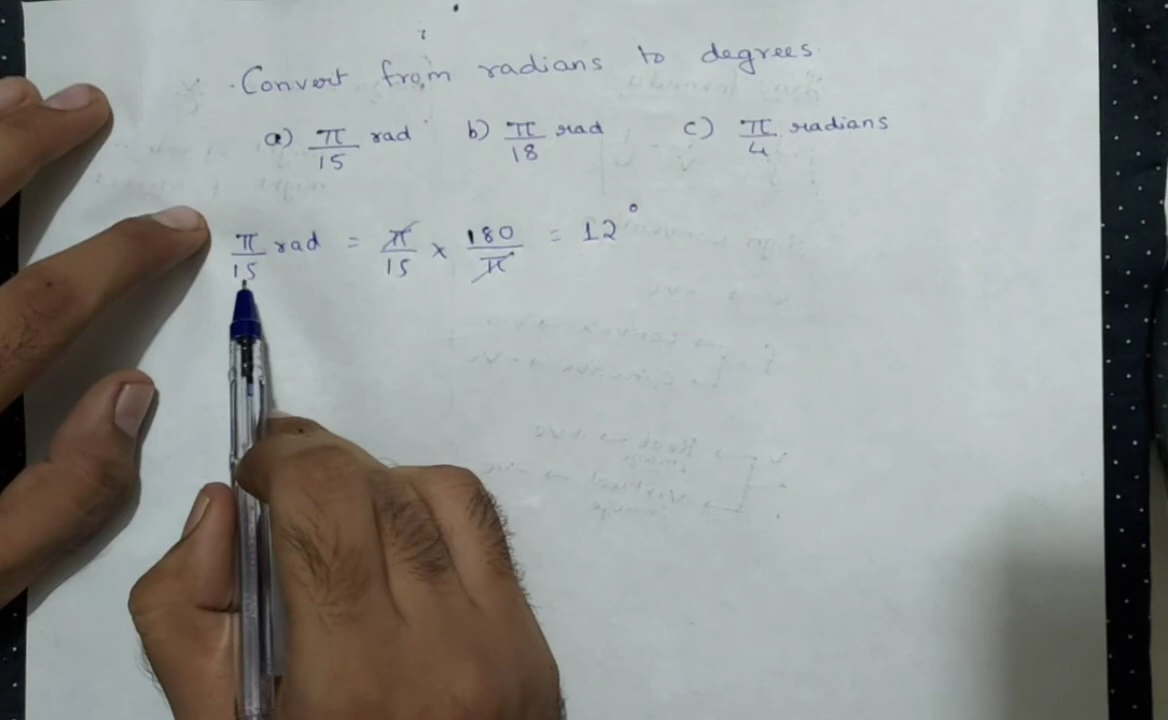 Convert from radians to degrees
a) π/15 rad b) π/18 rad c) π/4 radians
π/15 rad = π/15 × 180/π = 12°